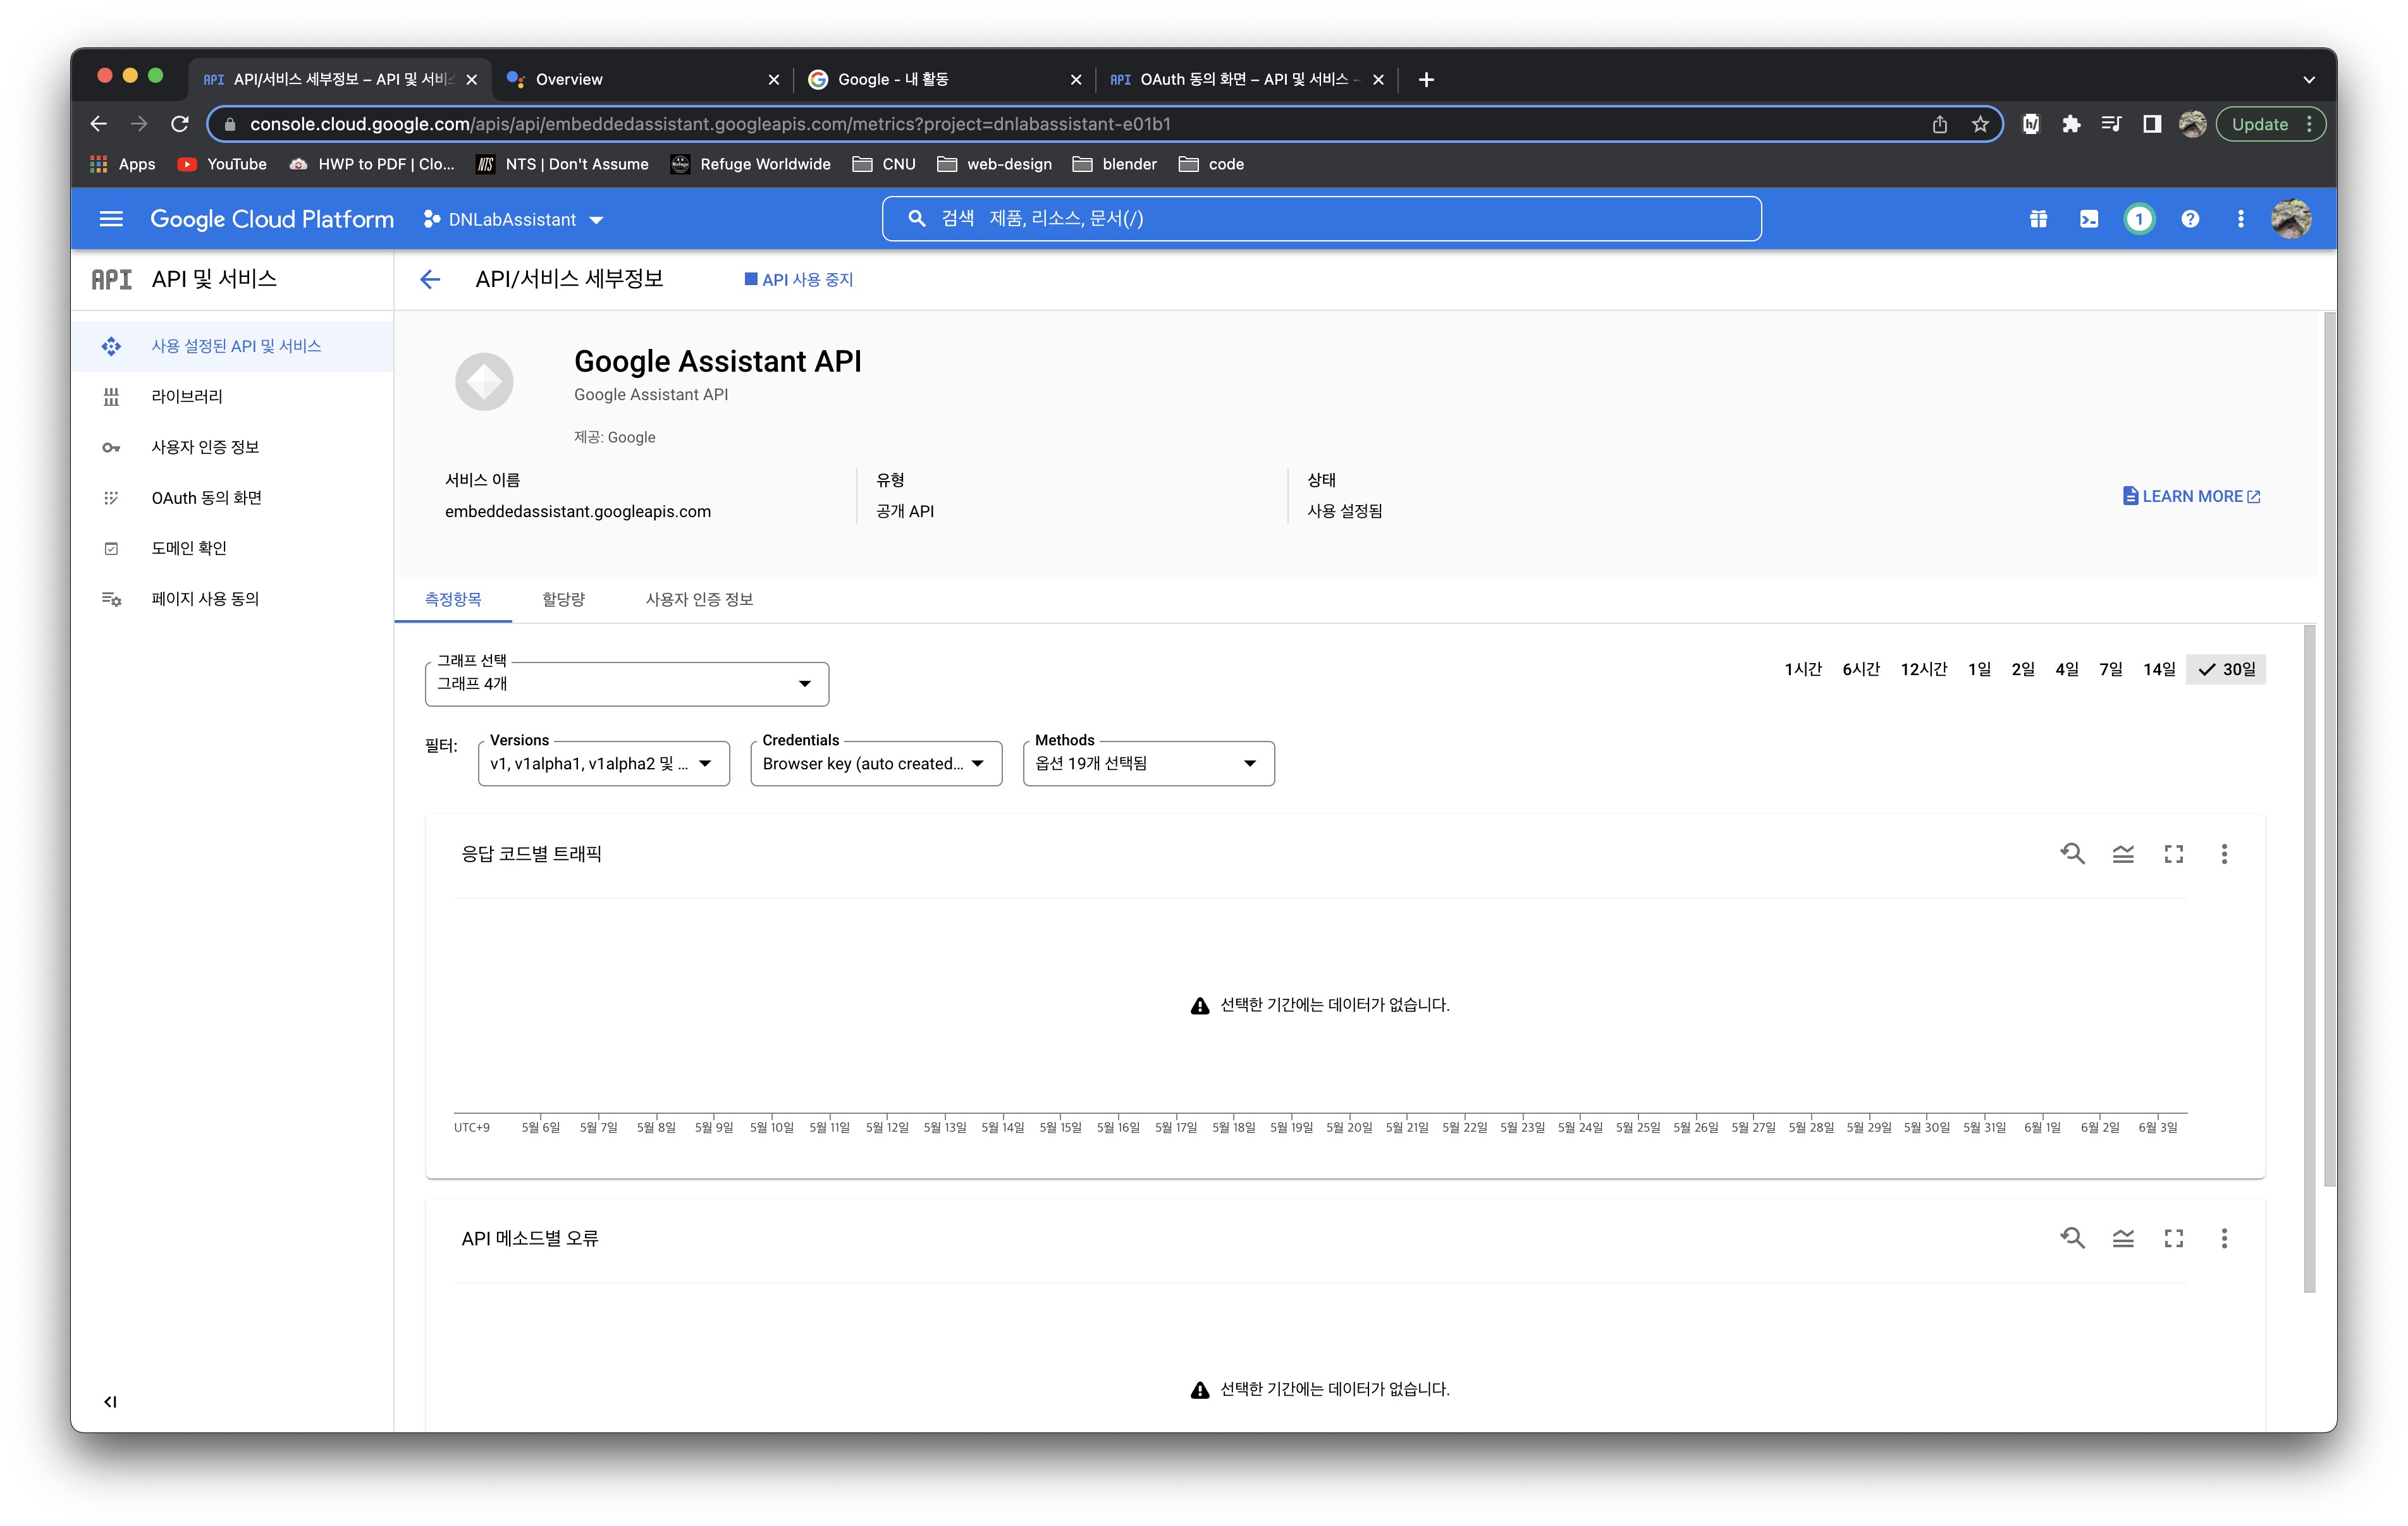 API API/서비스 세부정보 – API 및 서비스
Overview
Google - 내 활동
API OAuth 동의 화면 – API 및 서비스 –
console.cloud.google.com/apis/api/embeddedassistant.googleapis.com/metrics?project=dnlabassistant-e01b1
Update
Apps
YouTube
HWP to PDF | Clo...
NTS NTS | Don't Assume
Refuge Worldwide
CNU
web-design
blender
code
Google Cloud Platform
DNLabAssistant
검색 제품, 리소스, 문서(/)
1
API API 및 서비스
API/서비스 세부정보
API 사용 중지
사용 설정된 API 및 서비스
라이브러리
사용자 인증 정보
OAuth 동의 화면
도메인 확인
페이지 사용 동의
Google Assistant API
Google Assistant API
제공: Google
서비스 이름
embeddedassistant.googleapis.com
유형
공개 API
상태
사용 설정됨
LEARN MORE
측정항목
할당량
사용자 인증 정보
그래프 선택
그래프 4개
1시간 6시간 12시간 1일 2일 4일 7일 14일 30일
필터:
Versions
v1, v1alpha1, v1alpha2 및 ...
Credentials
Browser key (auto created...
Methods
옵션 19개 선택됨
응답 코드별 트래픽
선택한 기간에는 데이터가 없습니다.
UTC+9 5월 6일 5월 7일 5월 8일 5월 9일 5월 10일 5월 11일 5월 12일 5월 13일 5월 14일 5월 15일 5월 16일 5월 17일 5월 18일 5월 19일 5월 20일 5월 21일 5월 22일 5월 23일 5월 24일 5월 25일 5월 26일 5월 27일 5월 28일 5월 29일 5월 30일 5월 31일 6월 1일 6월 2일 6월 3일
API 메소드별 오류
선택한 기간에는 데이터가 없습니다.